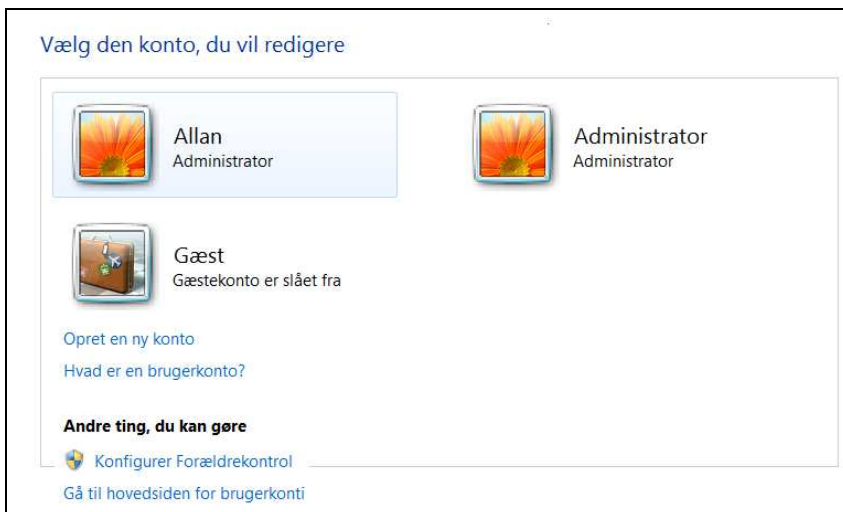 Vælg den konto, du vil redigere
Allan
Administrator
Administrator
Administrator
Gæst
Gæstekonto er slået fra
Opret en ny konto
Hvad er en brugerkonto?
Andre ting, du kan gøre
Konfigurer Forældrekontrol
Gå til hovedsiden for brugerkonti